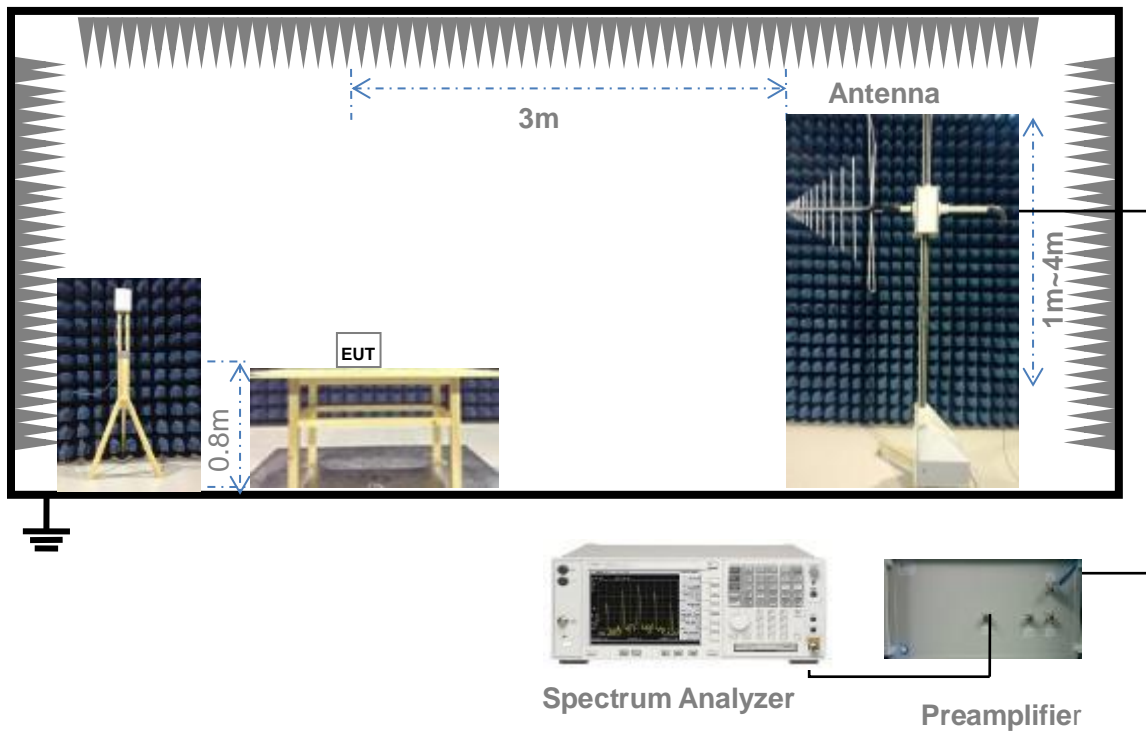 Antenna
3m
1m~4m
EUT
0.8m
Spectrum Analyzer
Preamplifier